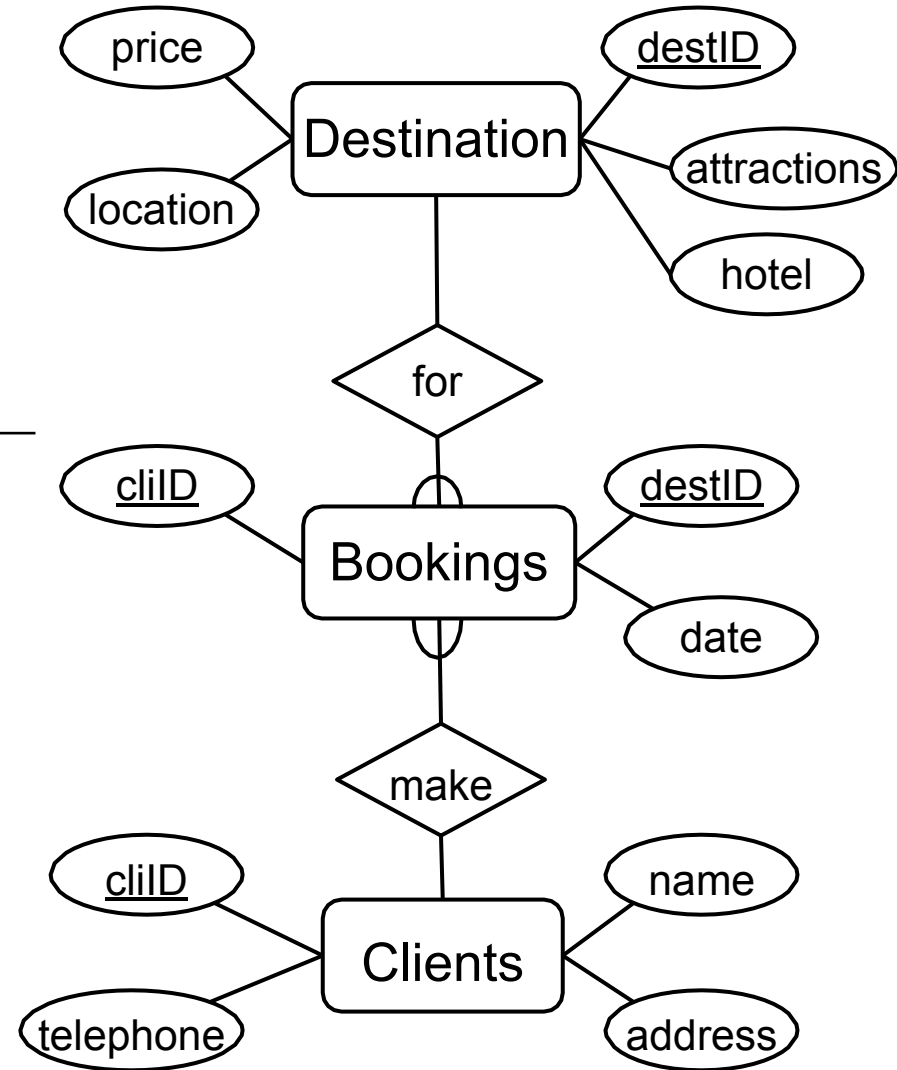 price
destID
Destination
attractions
location
hotel
for
cliID
destID
Bookings
date
make
cliID
name
Clients
telephone
address